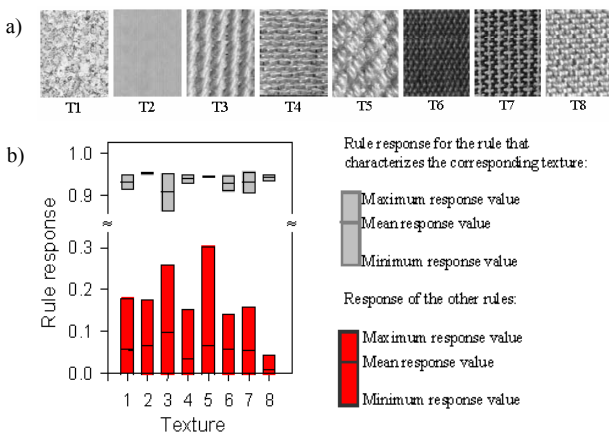 a)
T1 T2 T3 T4 T5 T6 T7 T8
b)
Rule response
1.0
0.9
≈ ≈
0.3
0.2
0.1
0.0
1 2 3 4 5 6 7 8
Texture
Rule response for the rule that
characterizes the corresponding texture:
Maximum response value
Mean response value
Minimum response value
Response of the other rules:
Maximum response value
Mean response value
Minimum response value